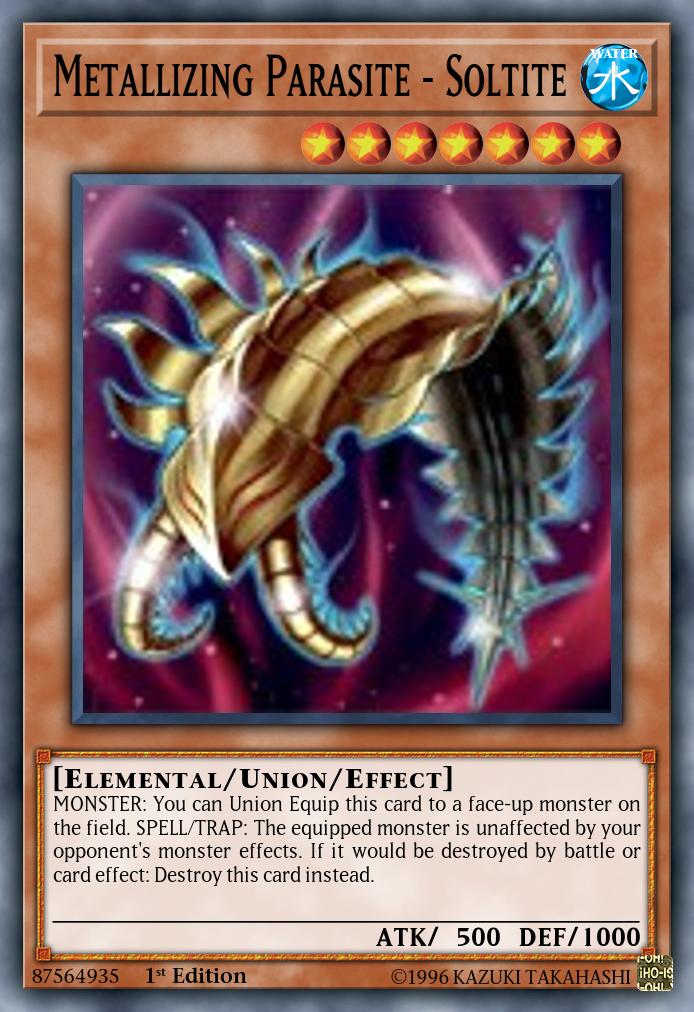 METALLIZING PARASITE - SOLTITE
WATER
水
[ELEMENTAL/UNION/EFFECT]
MONSTER: You can Union Equip this card to a face-up monster on
the field. SPELL/TRAP: The equipped monster is unaffected by your
opponent's monster effects. If it would be destroyed by battle or
card effect: Destroy this card instead.
ATK/ 500 DEF/1000
87564935 1st Edition ©1996 KAZUKI TAKAHASHI